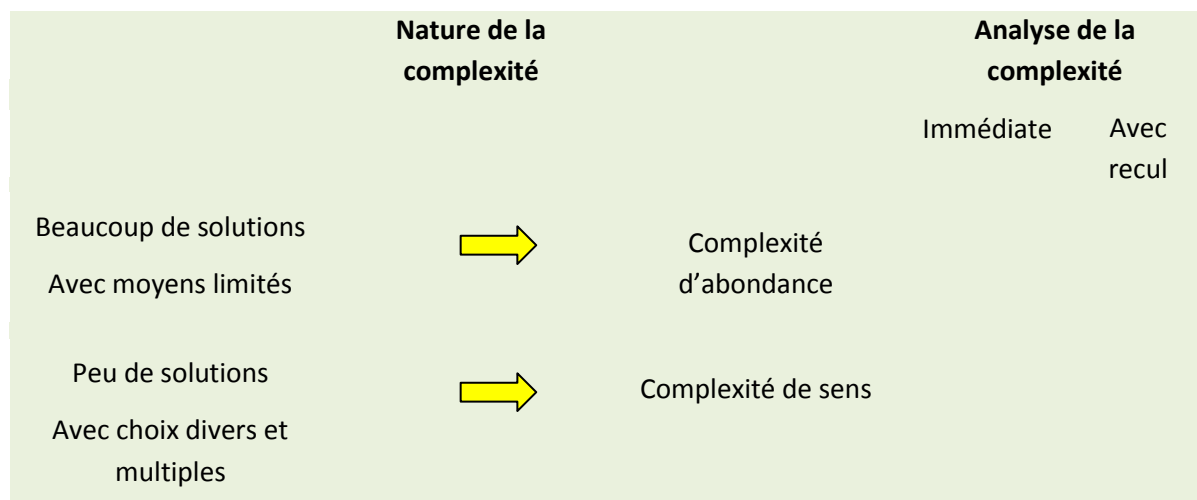 Nature de la
complexité
Analyse de la
complexité
Immédiate
Avec
recul
Beaucoup de solutions
Avec moyens limités
Complexité
d’abondance
Peu de solutions
Avec choix divers et
multiples
Complexité de sens